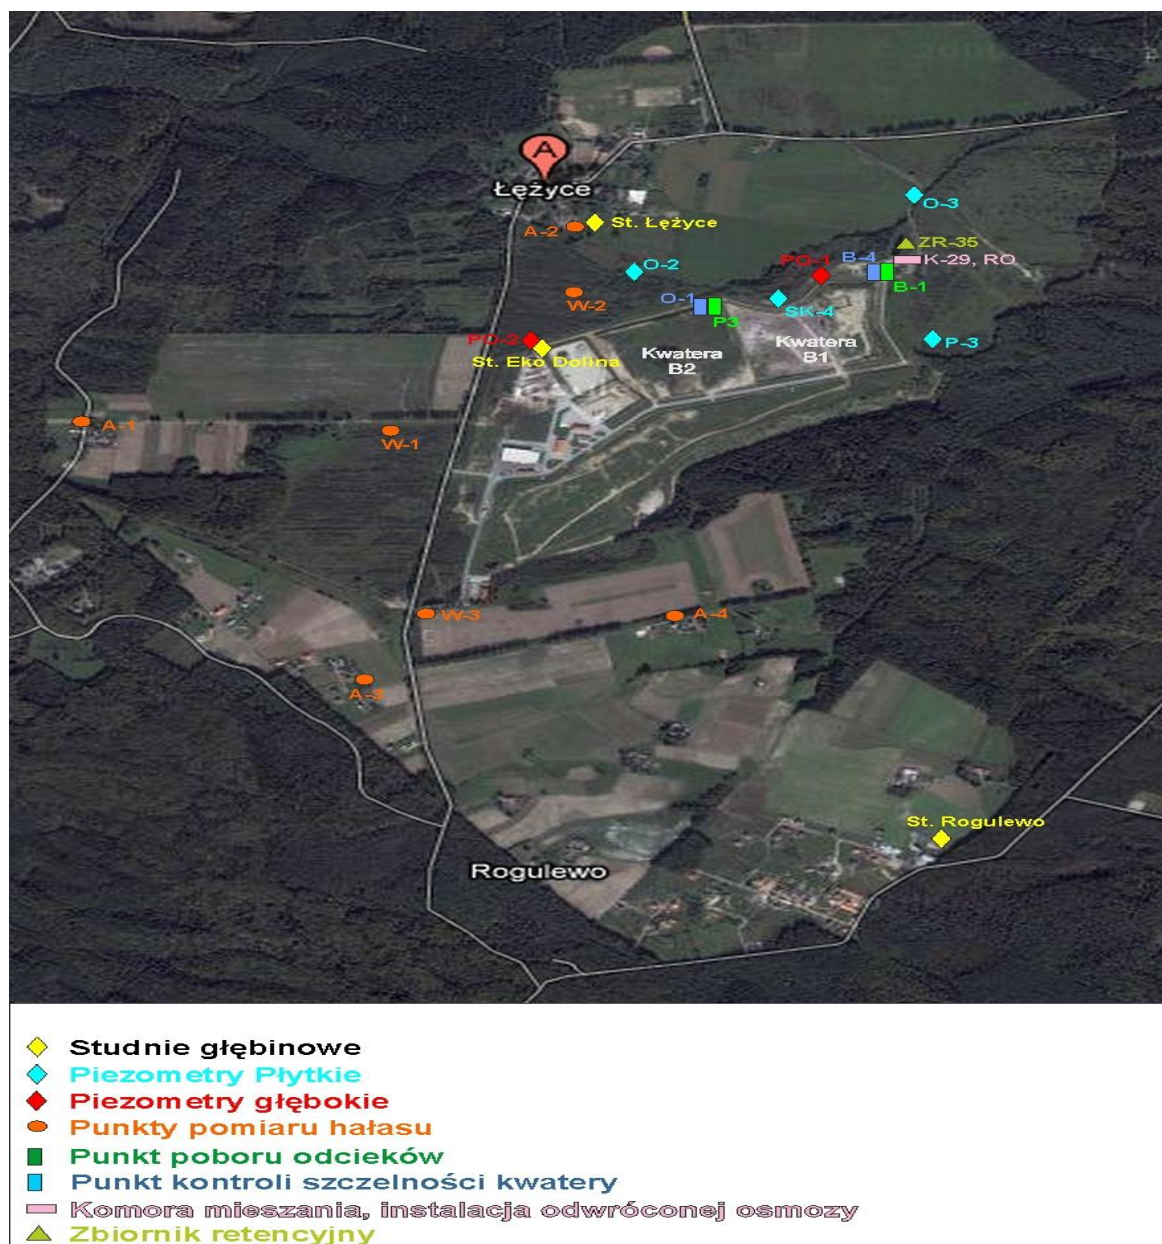 A
Łężyce
O-3
A-2
St. Łężyce
ZR-35
K-29, RO
O-2
PO-1
B-4
B-1
W-2
O-1
P3
SK-4
PO-2
St. Eko Dolina
Kwatera
B2
Kwatera
B1
P-3
A-1
W-1
W-3
A-4
A-3
St. Rogulewo
Rogulewo
Studnie głębinowe
Piezometry Płytkie
Piezometry głębokie
Punkty pomiaru hałasu
Punkt poboru odcieków
Punkt kontroli szczelności kwatery
Komora mieszania, instalacja odwróconej osmozy
Zbiornik retencyjny